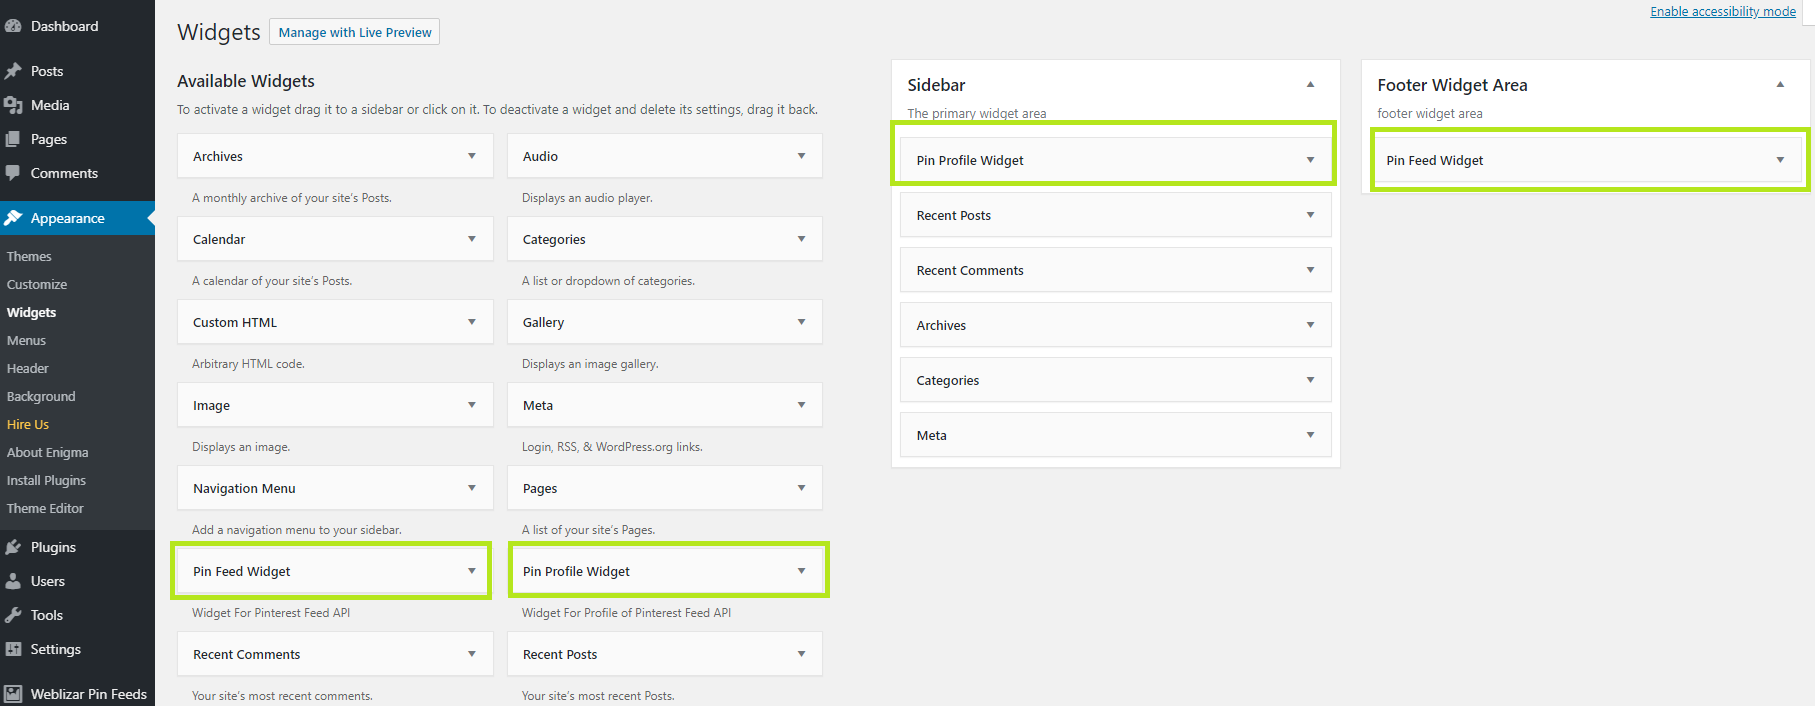 Dashboard
Posts
Media
Pages
Comments
Appearance
Themes
Customize
Widgets
Menus
Header
Background
Hire Us
About Enigma
Install Plugins
Theme Editor
Plugins
Users
Tools
Settings
Weblizar Pin Feeds
Enable accessibility mode
Widgets
Manage with Live Preview
Available Widgets
To activate a widget drag it to a sidebar or click on it. To deactivate a widget and delete its settings, drag it back.
Archives
A monthly archive of your site's Posts.
Audio
Displays an audio player.
Calendar
A calendar of your site's Posts.
Categories
A list or dropdown of categories.
Custom HTML
Arbitrary HTML code.
Gallery
Displays an image gallery.
Image
Displays an image.
Meta
Login, RSS, & WordPress.org links.
Navigation Menu
Add a navigation menu to your sidebar.
Pages
A list of your site's Pages.
Pin Feed Widget
Widget For Pinterest Feed API
Pin Profile Widget
Widget For Profile of Pinterest Feed API
Recent Comments
Your site's most recent comments.
Recent Posts
Your site's most recent Posts.
Sidebar
The primary widget area
Pin Profile Widget
Recent Posts
Recent Comments
Archives
Categories
Meta
Footer Widget Area
footer widget area
Pin Feed Widget